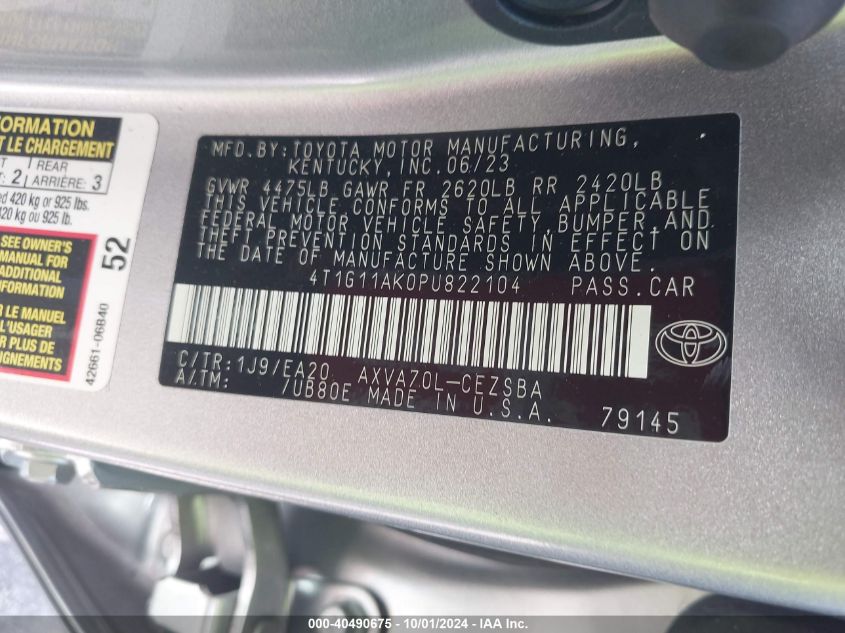 FORMATION
T LE CHARGEMENT
REAR
2 ARRIÈRE: 3
420 kg or 925 lbs.
420 kg ou 925 lb.
SEE OWNER'S
MANUAL FOR
ADDITIONAL
INFORMATION
LE
L'USAGER
PLUS DE
52
42661-06B40
MFD.BY:TOYOTA MOTOR MANUFACTURING,
KENTUCKY,INC.06/23
GVWR 4475LB GAWR FR 2620LB RR 2420LB
THIS VEHICLE CONFORMS TO ALL APPLICABLE
FEDERAL MOTOR VEHICLE SAFETY,BUMPER,AND
THEFT PREVENTION STANDARDS IN EFFECT ON
THE DATE OF MANUFACTURE SHOWN ABOVE.
4T1G11AK0PU822104 PASS.CAR
C/TR:1J9/EA20 AXVA70L-CEZSBA
A/TM: /UB80E MADE IN U.S.A. 79145
000-40490675 - 10/01/2024 - IAA Inc.